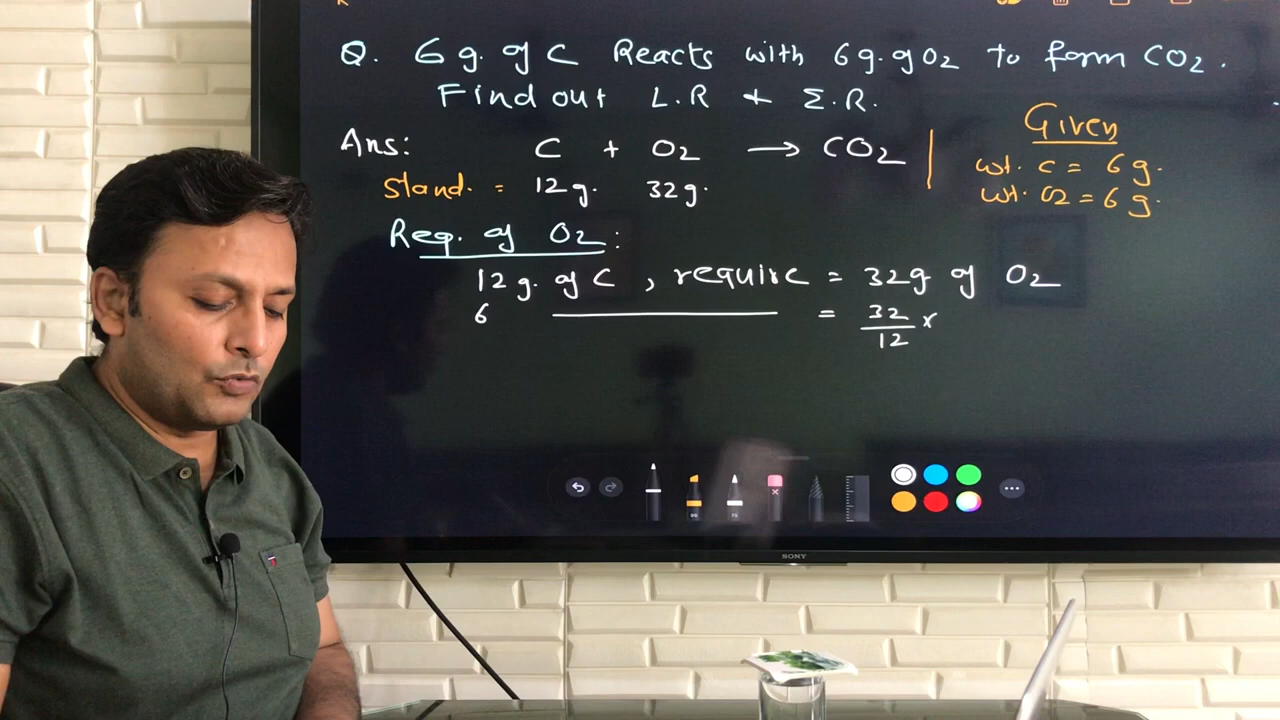 Q. 6 g. of C Reacts with 6 g. of O2 to form CO2.
Find out L.R & E.R.
Ans: C + O2 → CO2
Stand. = 12 g. 32 g.
Given
wt. C = 6 g.
wt. O2 = 6 g.
Req. of O2:
12 g. of C, require = 32g of O2
6 = 32/12 x
SONY